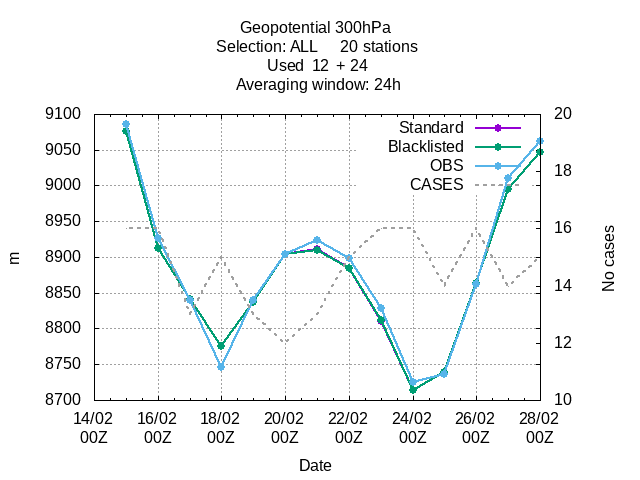 Geopotential 300hPa
Selection: ALL     20 stations
Used  12  + 24
Averaging window: 24h
9100
9050
9000
8950
8900
8850
8800
8750
8700
m
20
18
16
14
12
10
No cases
Standard
Blacklisted
OBS
CASES
14/02 16/02 18/02 20/02 22/02 24/02 26/02 28/02
00Z 00Z 00Z 00Z 00Z 00Z 00Z 00Z
Date